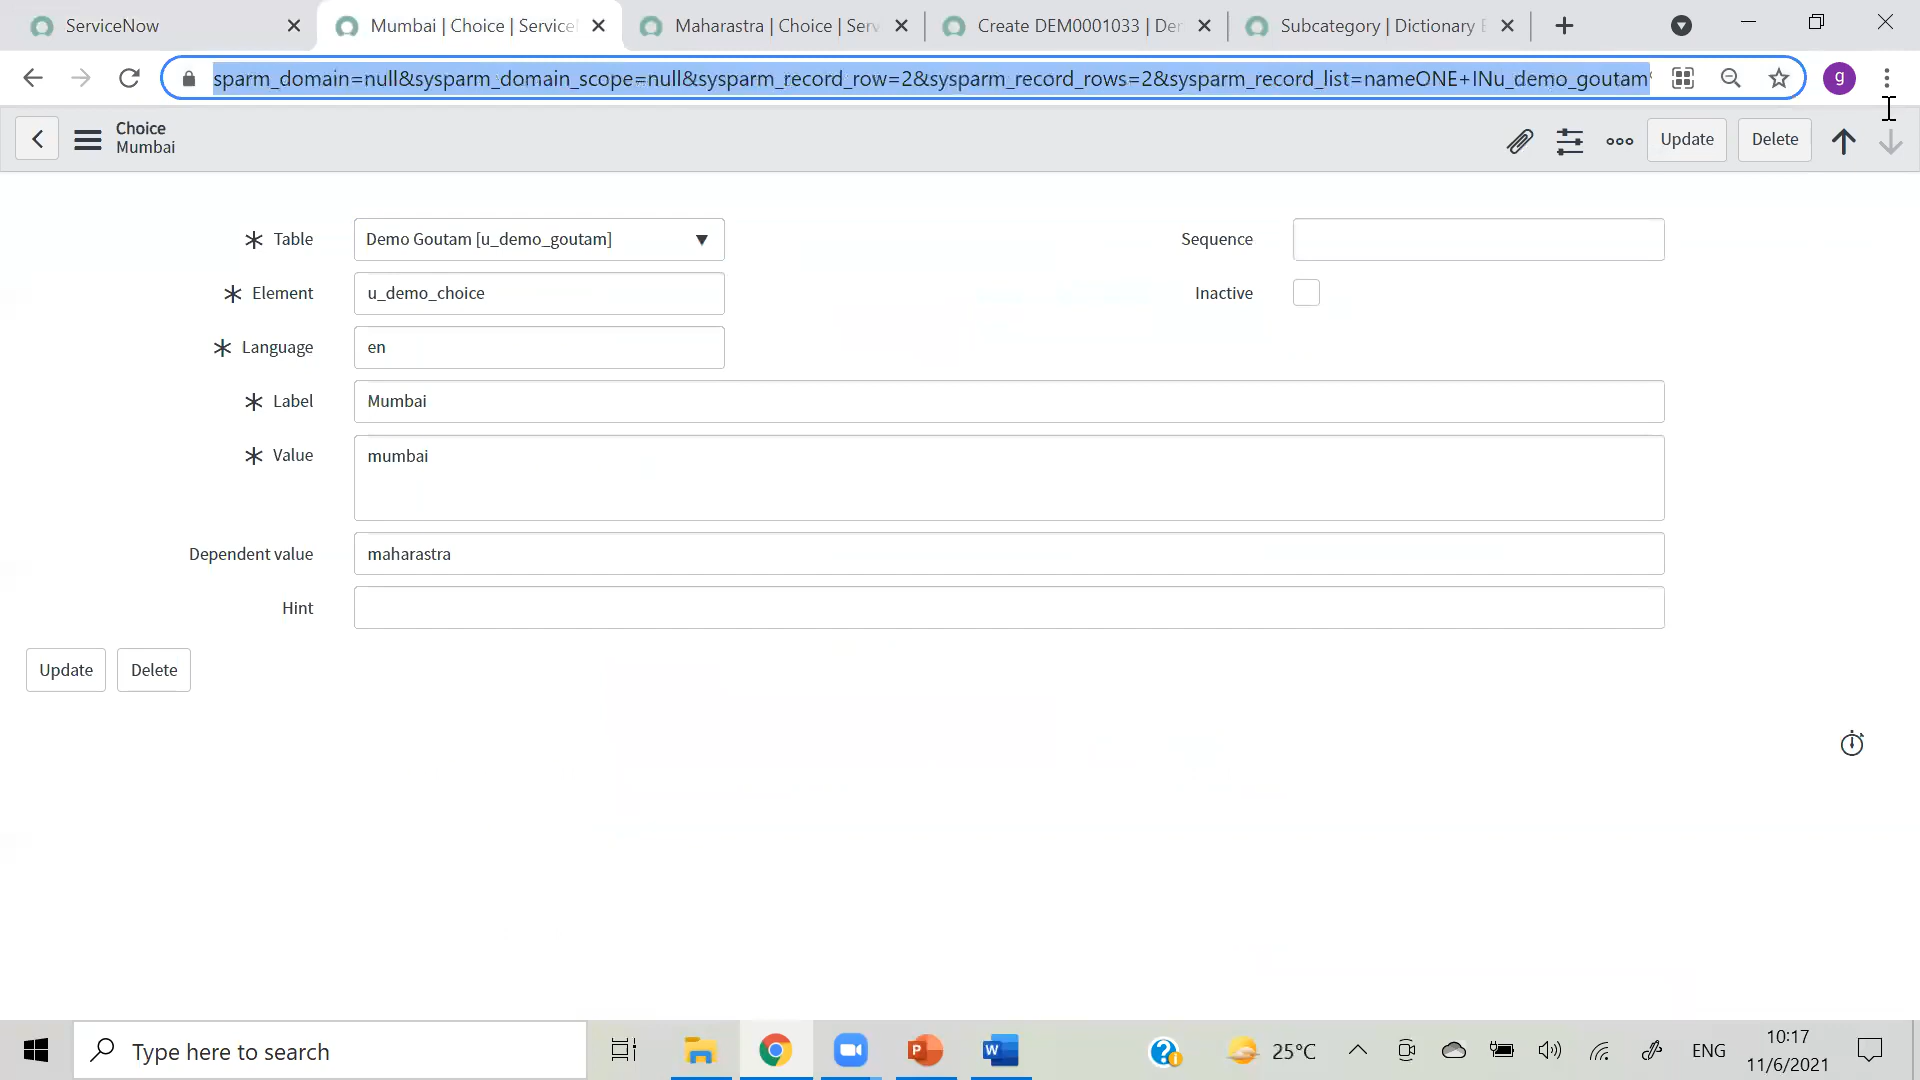 ServiceNow
Mumbai | Choice | Service
Maharastra | Choice | Serv
Create DEM0001033 | De
Subcategory | Dictionary E
sparm_domain=null&sysparm_domain_scope=null&sysparm_record_row=2&sysparm_record_rows=2&sysparm_record_list=nameONE+INu_demo_goutam
g
Choice
Mumbai
Update
Delete
Table
Demo Goutam [u_demo_goutam]
Sequence
Element
u_demo_choice
Inactive
Language
en
Label
Mumbai
Value
mumbai
Dependent value
maharastra
Hint
Update
Delete
Type here to search
25°C
ENG
10:17
11/6/2021